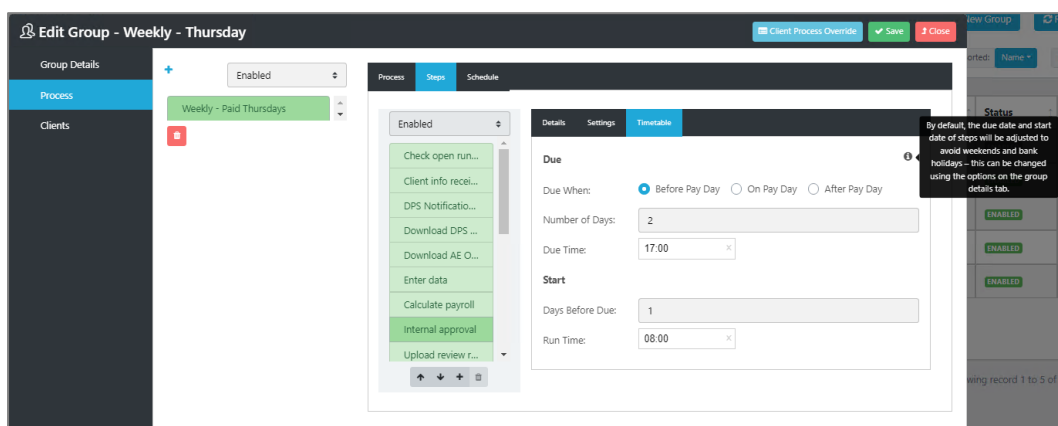 Edit Group - Weekly - Thursday
Client Process Override
Save
Close
New Group
Group Details
Process
Clients
Enabled
Weekly - Paid Thursdays
Process
Steps
Schedule
Enabled
Check open run...
Client info recei...
DPS Notificatio...
Download DPS ...
Download AE O...
Enter data
Calculate payroll
Internal approval
Upload review r...
Details
Settings
Timetable
Due
Due When:
Before Pay Day
On Pay Day
After Pay Day
Number of Days:
2
Due Time:
17:00
x
Start
Days Before Due:
1
Run Time:
08:00
x
orted:
Name
Status
By default, the due date and start
date of steps will be adjusted to
avoid weekends and bank
holidays – this can be changed
using the options on the group
details tab.
ENABLED
ENABLED
ENABLED
wing record 1 to 5 of